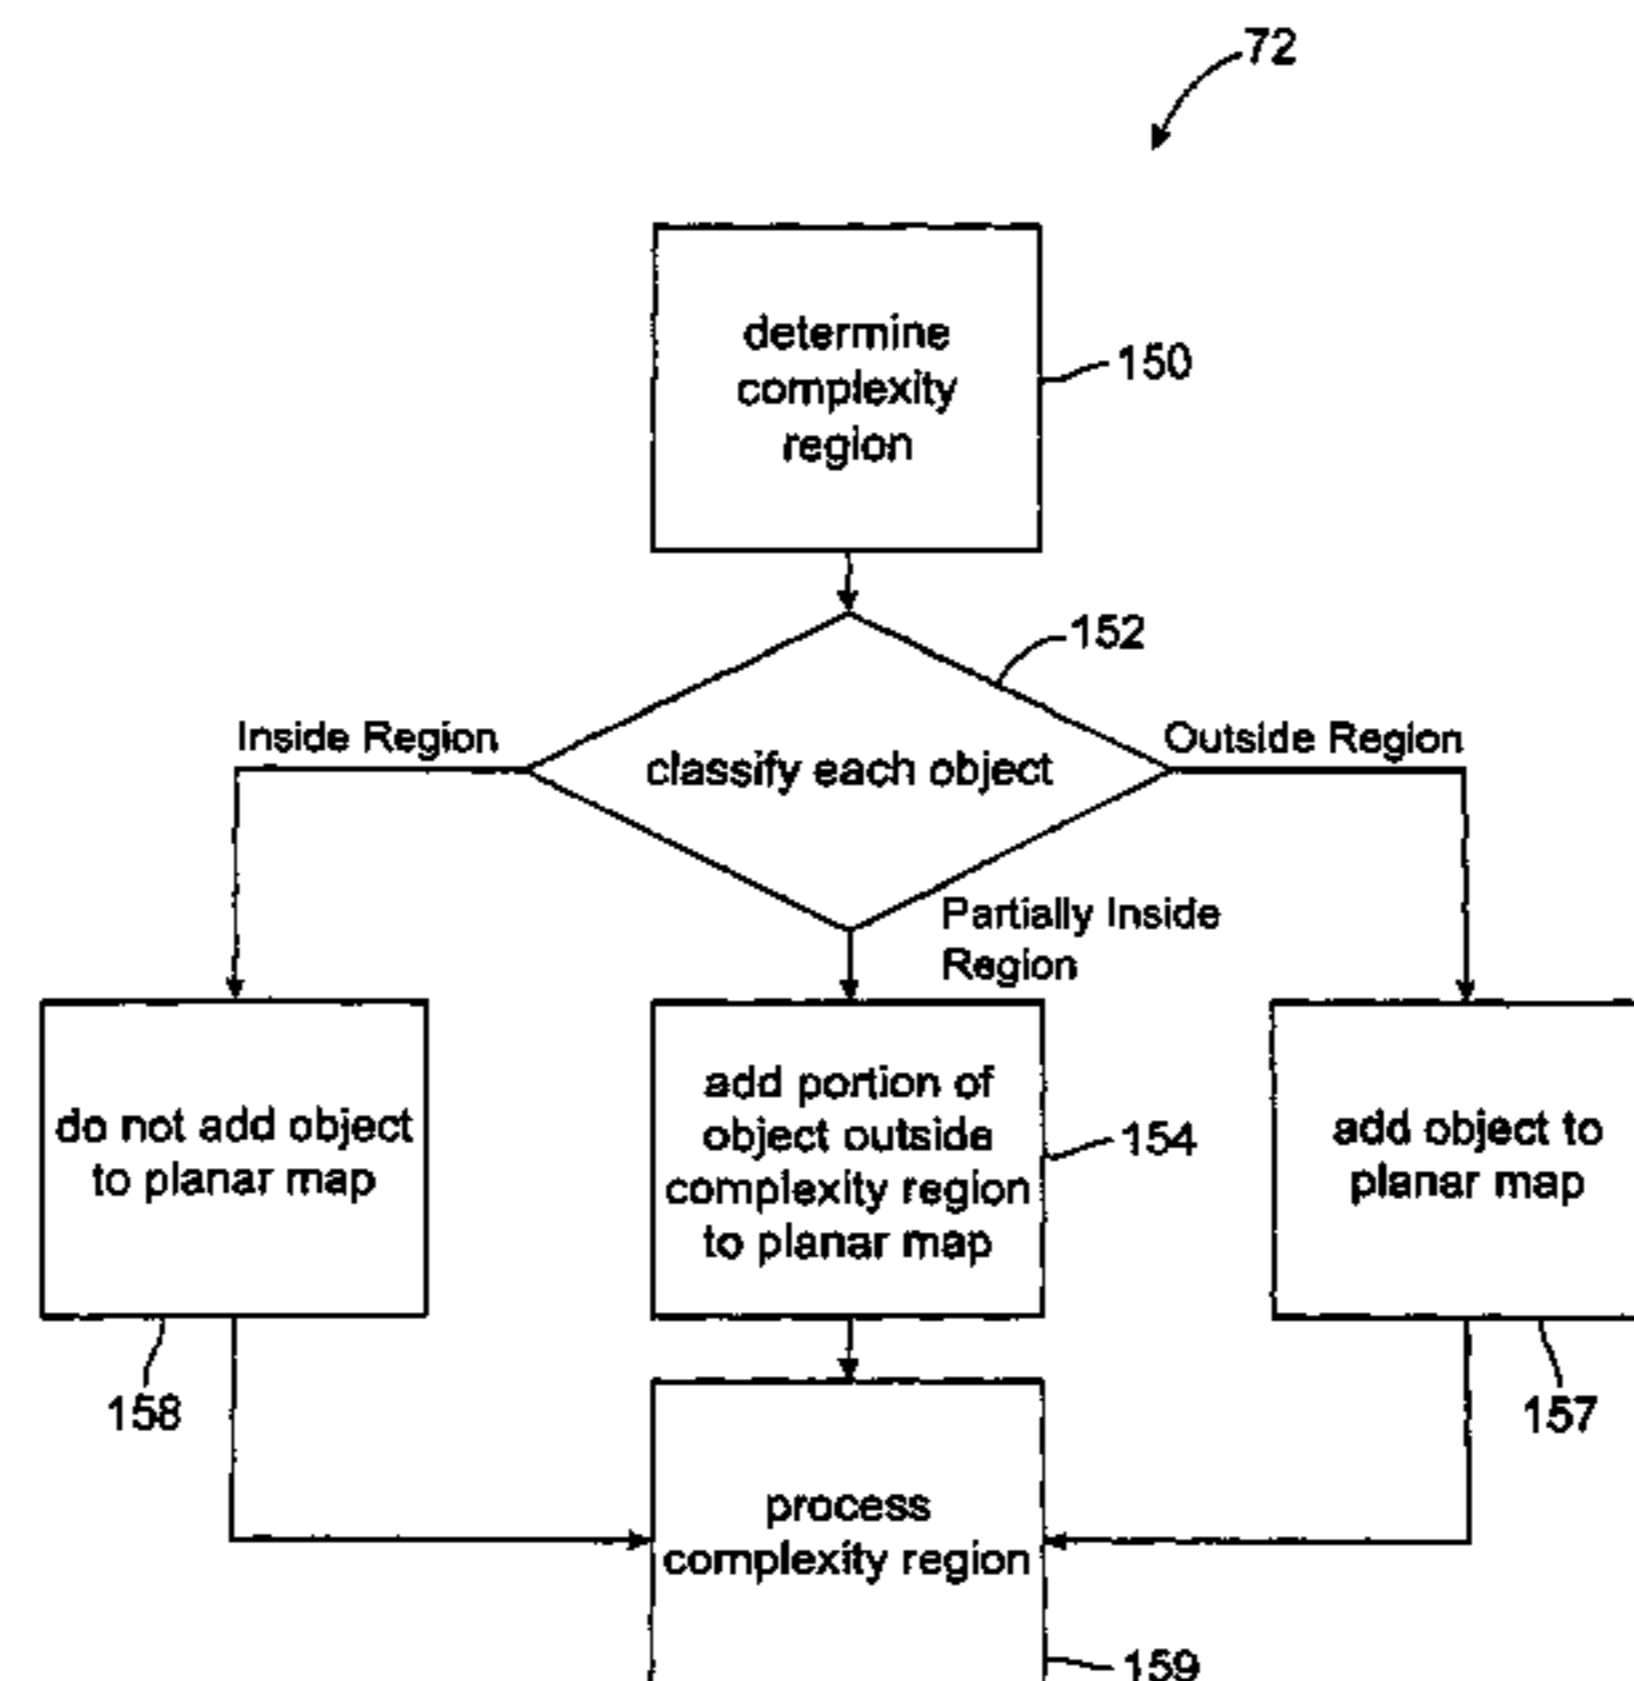 72
determine
complexity
region
150
152
Inside Region
classify each object
Outside Region
Partially Inside
Region
do not add object
to planar map
158
add portion of
object outside
complexity region
to planar map
154
add object to
planar map
157
process
complexity region
159